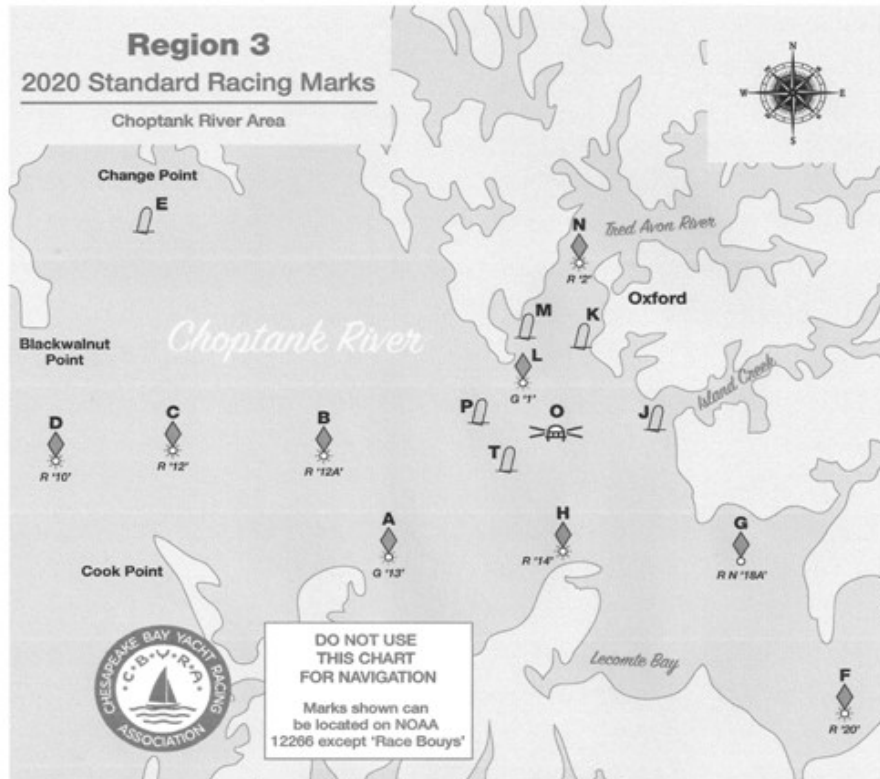 Region 3
2020 Standard Racing Marks
Choptank River Area
N
W
E
S
Change Point
E
N
Tred Avon River
R '2'
Oxford
M
K
Blackwalnut
Point
Choptank River
L
G '1'
Island Creek
P
O
J
D
C
B
T
R '10'
R '12'
R '12A'
A
H
G
G '13'
R '14'
R N '18A'
Cook Point
CHESAPEAKE BAY YACHT RACING
ASSOCIATION
C•B•Y•R•A
DO NOT USE
THIS CHART
FOR NAVIGATION
Marks shown can
be located on NOAA
12266 except 'Race Bouys'
Lecomte Bay
F
R '20'